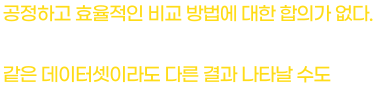 공정하고 효율적인 비교 방법에 대한 합의가 없다.
같은 데이터셋이라도 다른 결과 나타날 수도